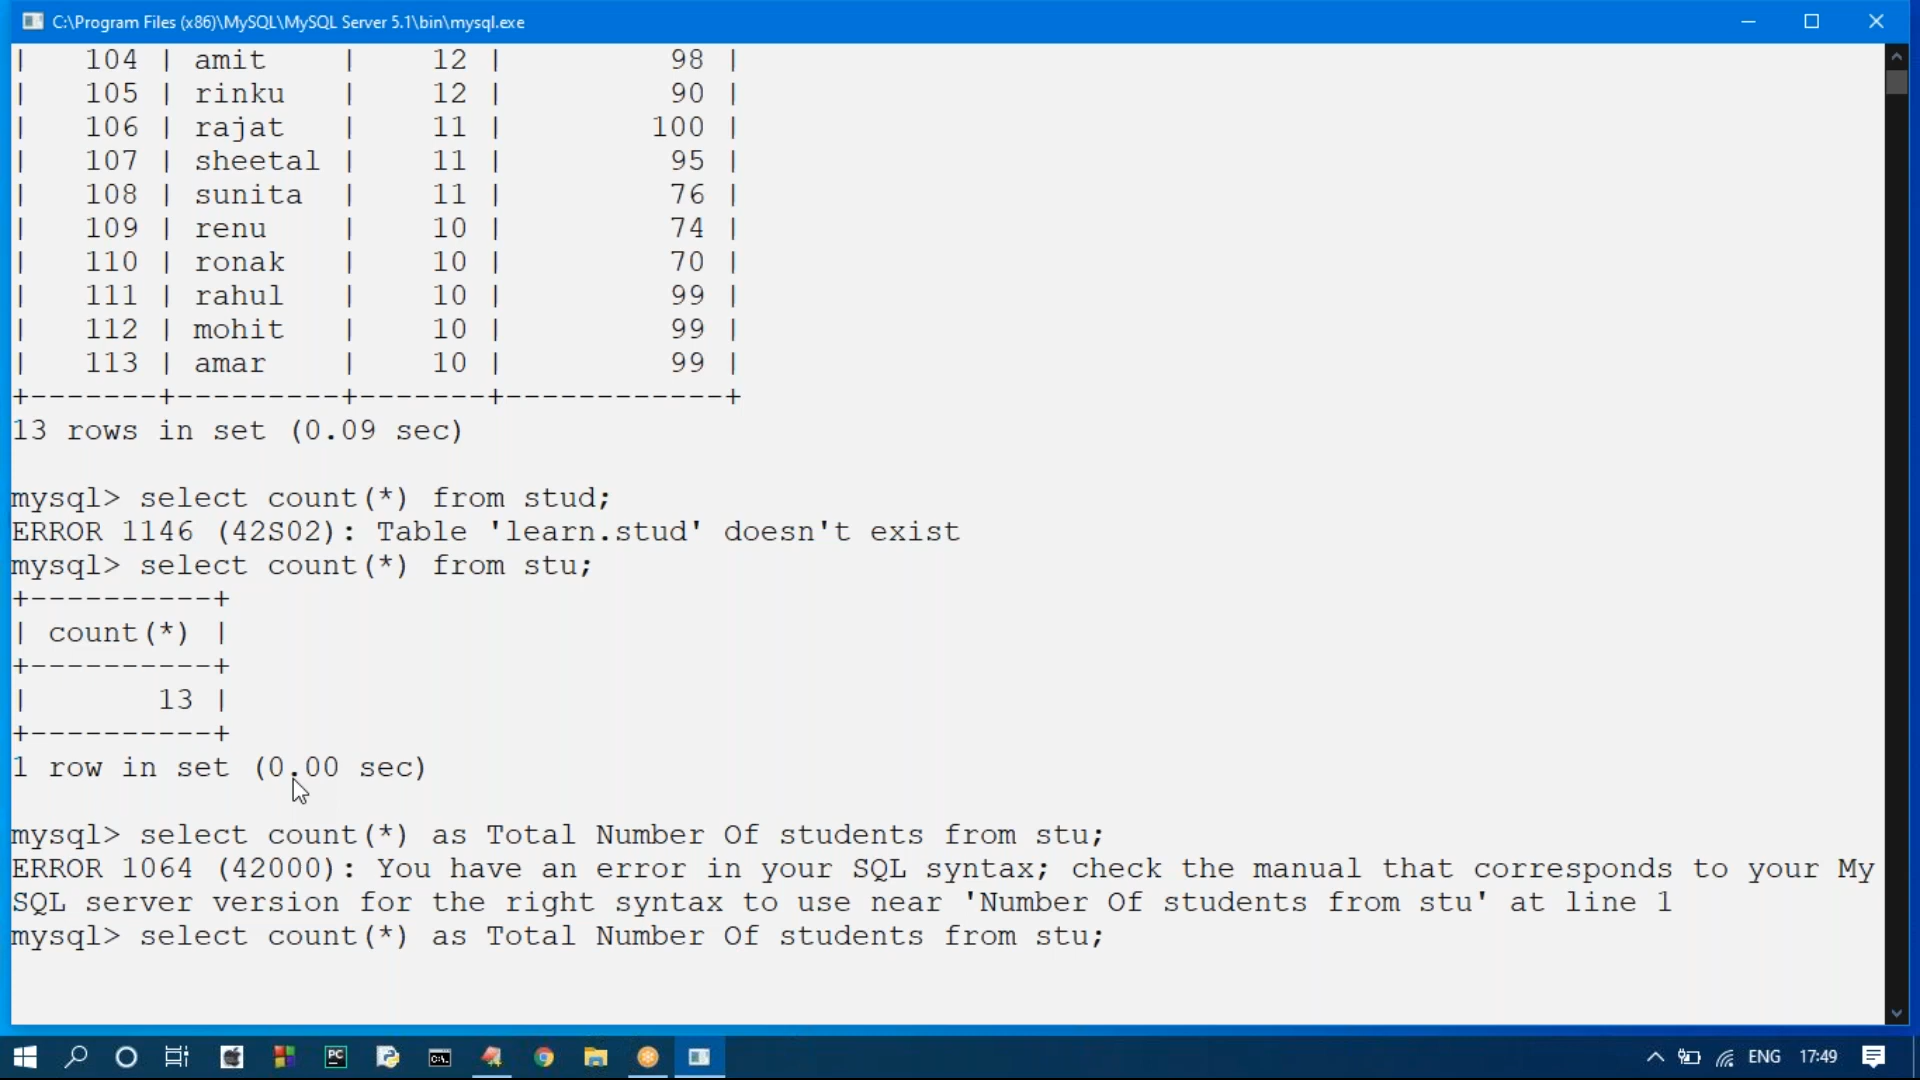 C:\Program Files (x86)\MySQL\MySQL Server 5.1\bin\mysql.exe
|   104 | amit    |    12 |         98 |
|   105 | rinku   |    12 |         90 |
|   106 | rajat   |    11 |        100 |
|   107 | sheetal |    11 |         95 |
|   108 | sunita  |    11 |         76 |
|   109 | renu    |    10 |         74 |
|   110 | ronak   |    10 |         70 |
|   111 | rahul   |    10 |         99 |
|   112 | mohit   |    10 |         99 |
|   113 | amar    |    10 |         99 |
+-------+---------+-------+------------+
13 rows in set (0.09 sec)
mysql> select count(*) from stud;
ERROR 1146 (42S02): Table 'learn.stud' doesn't exist
mysql> select count(*) from stu;
+----------+
| count(*) |
+----------+
|       13 |
+----------+
1 row in set (0.00 sec)
mysql> select count(*) as Total Number Of students from stu;
ERROR 1064 (42000): You have an error in your SQL syntax; check the manual that corresponds to your My
SQL server version for the right syntax to use near 'Number Of students from stu' at line 1
mysql> select count(*) as Total Number Of students from stu;
PC
C:\.
ENG
17:49